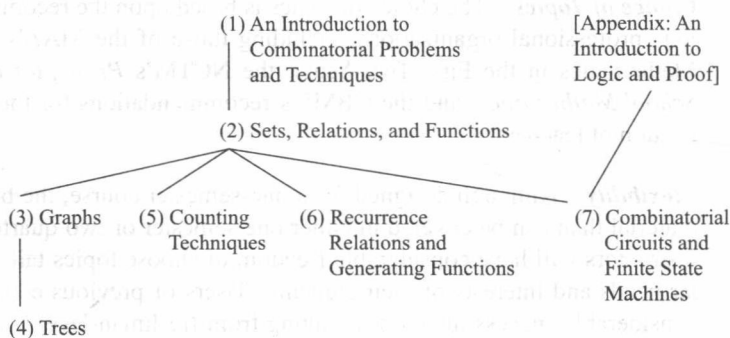 (1) An Introduction to
Combinatorial Problems
and Techniques
[Appendix: An
Introduction to
Logic and Proof]
(2) Sets, Relations, and Functions
(3) Graphs
(5) Counting
Techniques
(6) Recurrence
Relations and
Generating Functions
(7) Combinatorial
Circuits and
Finite State
Machines
(4) Trees